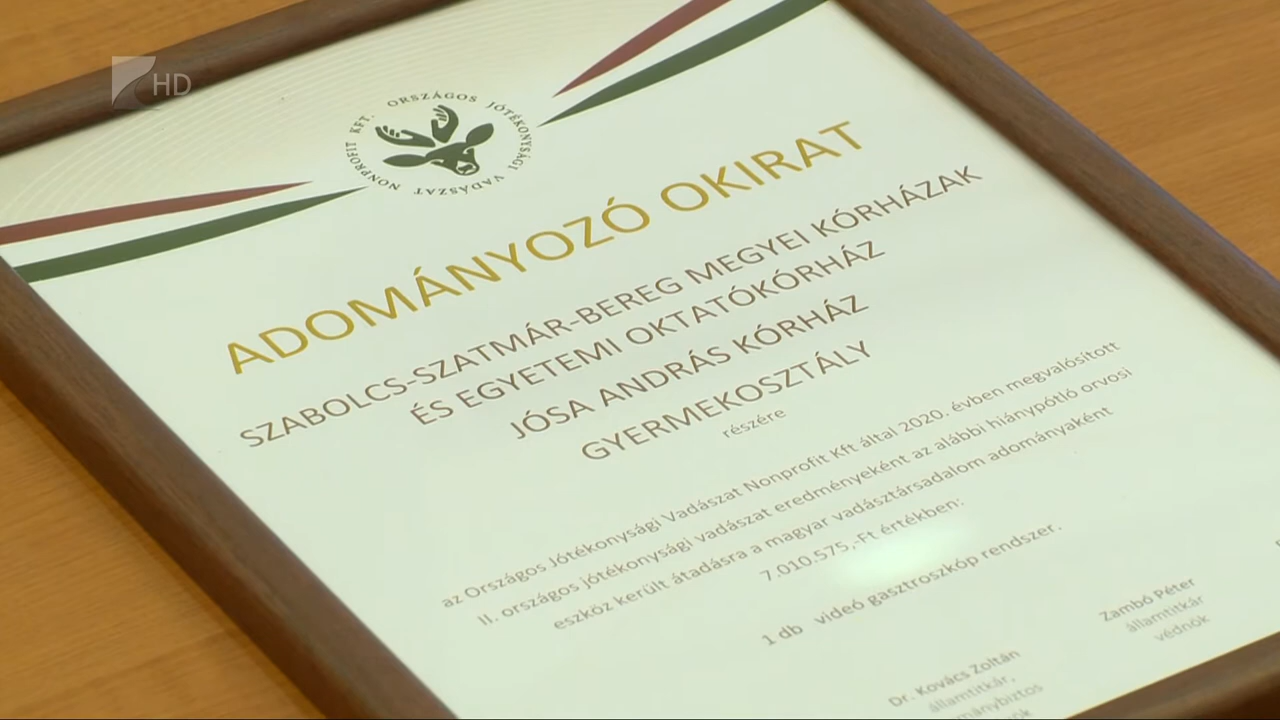 HD
ORSZÁGOS JÓTÉKONYSÁGI VADÁSZAT NONPROFIT KFT.
ADOMÁNYOZÓ OKIRAT
SZABOLCS-SZATMÁR-BEREG MEGYEI KÓRHÁZAK
ÉS EGYETEMI OKTATÓKÓRHÁZ
JÓSA ANDRÁS KÓRHÁZ
GYERMEKOSZTÁLY
részére
az Országos Jótékonysági Vadászat Nonprofit Kft által 2020. évben megvalósított
II. országos jótékonysági vadászat eredményeként az alábbi hiánypótló orvosi
eszköz került átadásra a magyar vadásztársadalom adományaként
7.010.575,-Ft értékben:
1 db videó gasztroszkóp rendszer.
Zambó Péter
államtitkár
védnök
Dr. Kovács Zoltán
államtitkár,